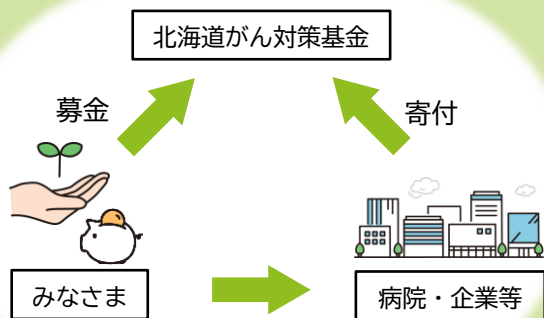 北海道がん対策基金
募金
寄付
みなさま
病院・企業等